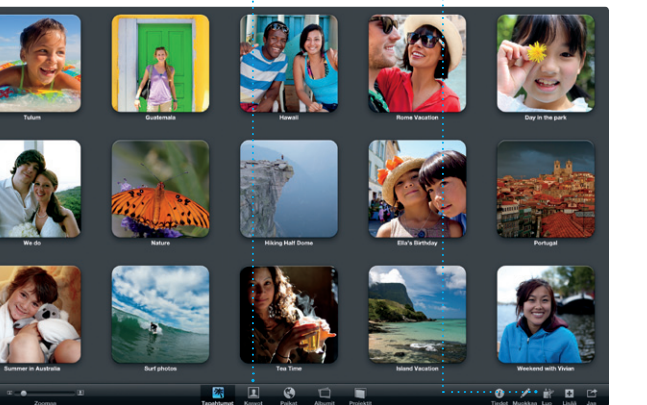 Tulum
Guatemala
Hawaii
Rome Vacation
Day in the park
We do
Nature
Hiking Half Dome
Ella's Birthday
Portugal
Summer in Australia
Surf photos
Tea Time
Island Vacation
Weekend with Vivian
Zoomaa
Tapahtumat
Kasvot
Paikat
Albumit
Projektit
Tiedot
Muokkaa
Luo
Lisää
Jaa